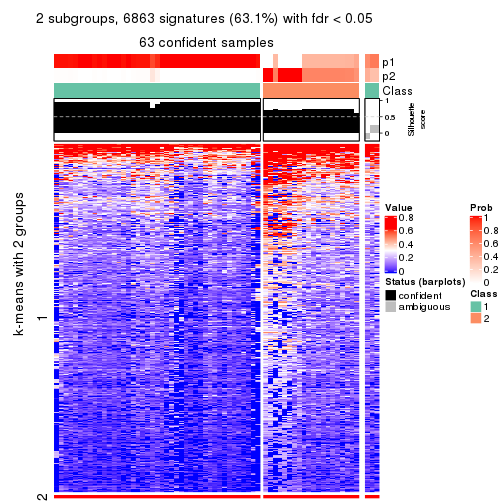 2 subgroups, 6863 signatures (63.1%) with fdr < 0.05
63 confident samples
p1
p2
Class
1
0.5
0
Silhouette
score
k-means with 2 groups
1
2
Value
0.8
0.6
0.4
0.2
0
Status (barplots)
confident
ambiguous
Prob
1
0.8
0.6
0.4
0.2
0
Class
1
2